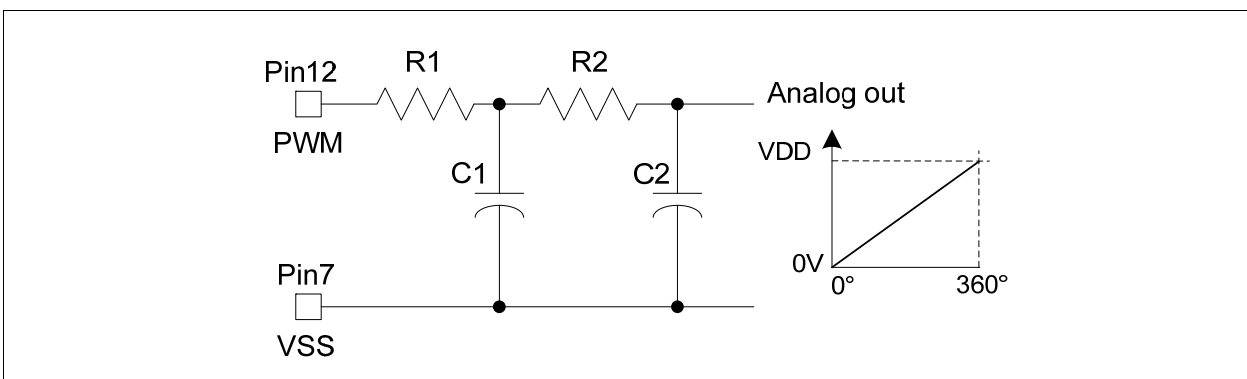 R1
R2
Pin12
PWM
Analog out
VDD
C1
C2
0V
0°
360°
Pin7
VSS